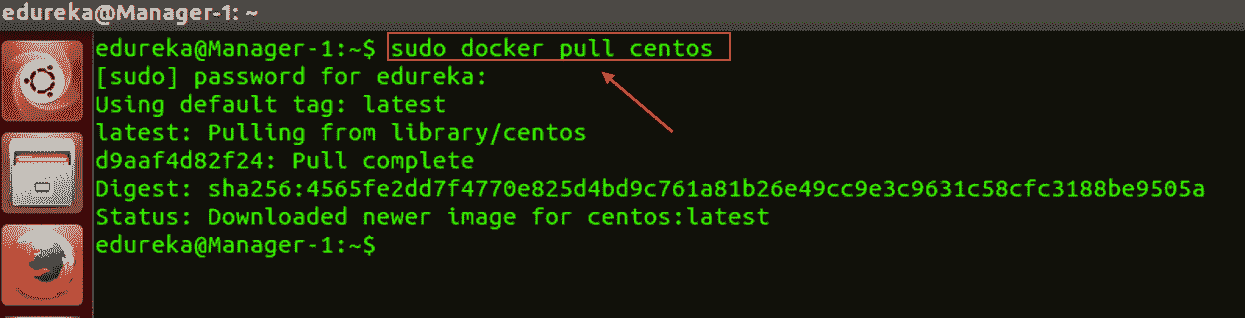 edureka@Manager-1: ~
edureka@Manager-1:~$ sudo docker pull centos
[sudo] password for edureka:
Using default tag: latest
latest: Pulling from library/centos
d9aaf4d82f24: Pull complete
Digest: sha256:4565fe2dd7f4770e825d4bd9c761a81b26e49cc9e3c9631c58cfc3188be9505a
Status: Downloaded newer image for centos:latest
edureka@Manager-1:~$